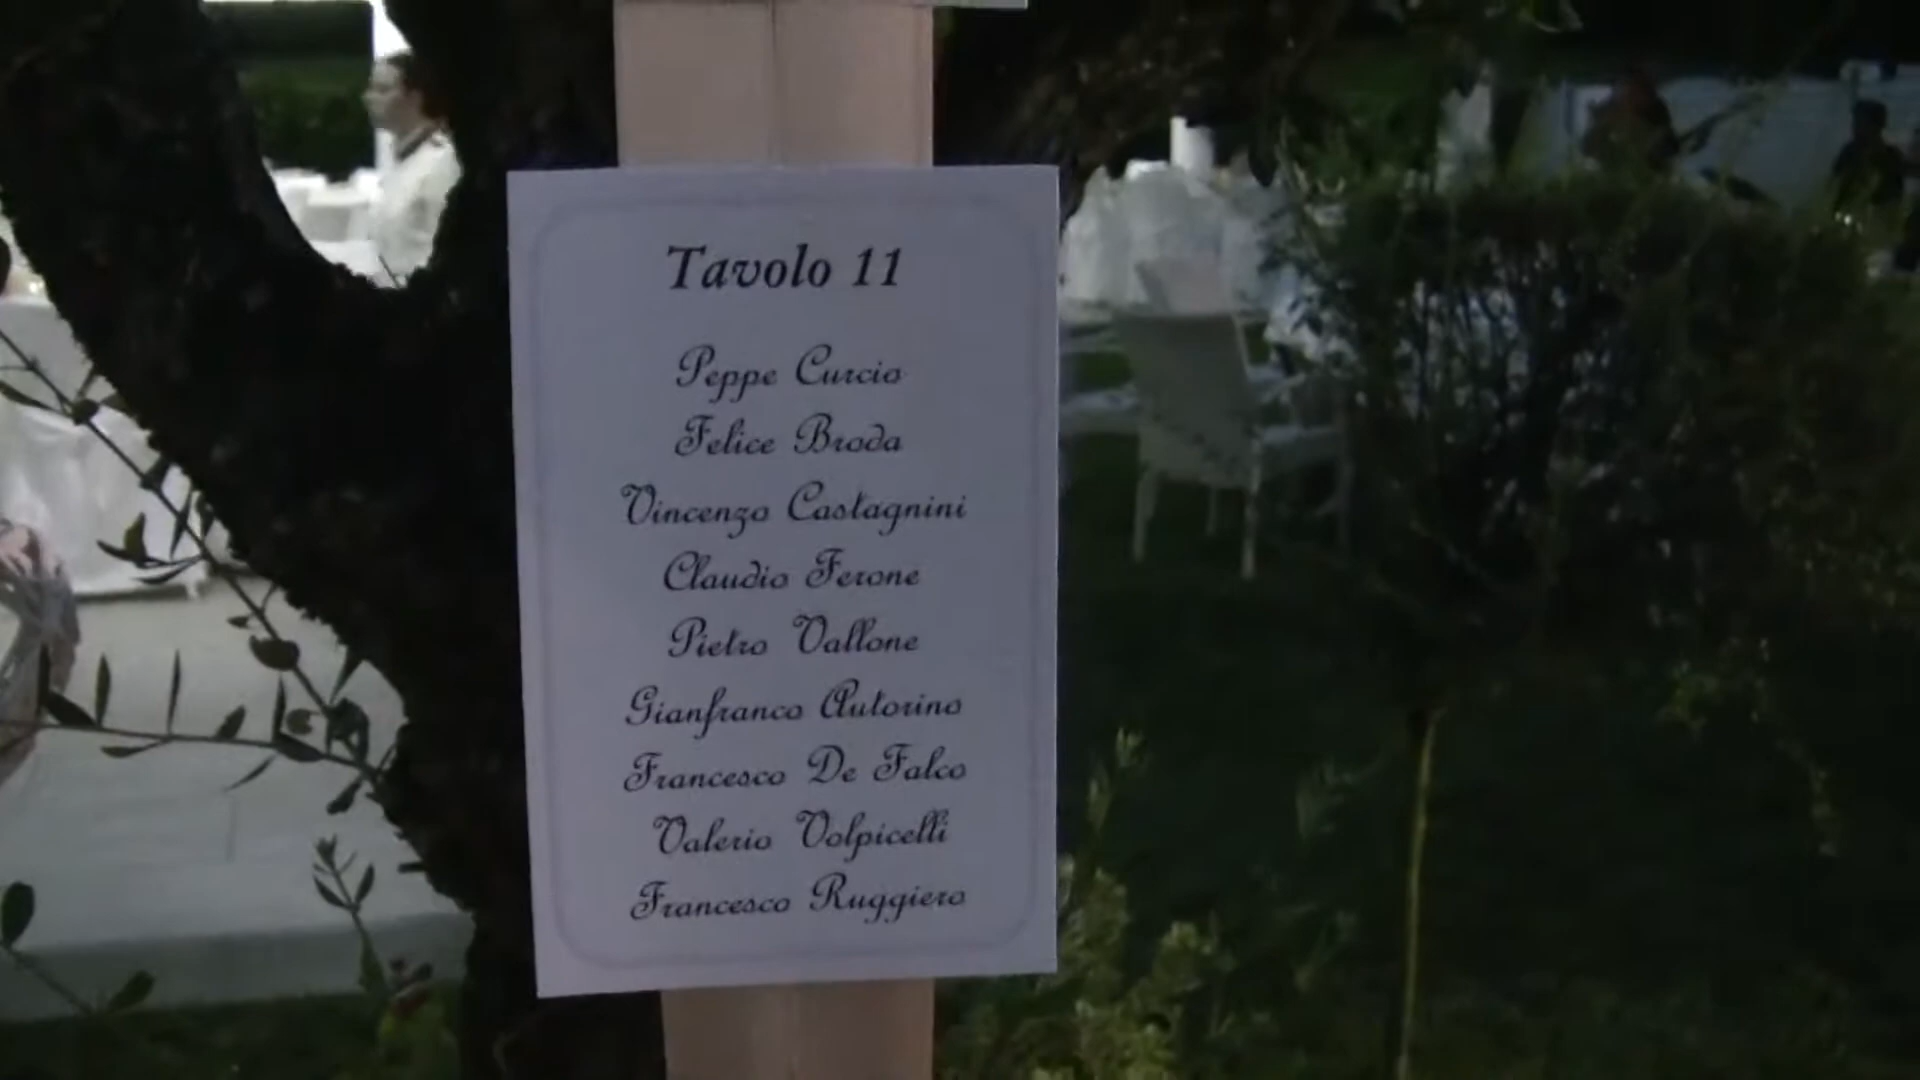 Tavolo 11
Peppe Curcio
Felice Broda
Vincenzo Castagnini
Claudio Ferone
Pietro Vallone
Gianfranco Autorino
Francesco De Falco
Valerio Volpicelli
Francesco Ruggiero